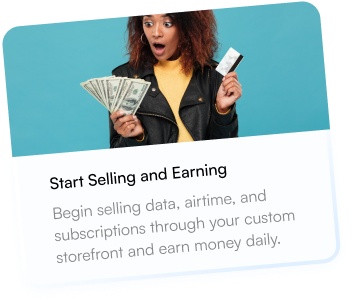 Start Selling and Earning
Begin selling data, airtime, and
subscriptions through your custom
storefront and earn money daily.